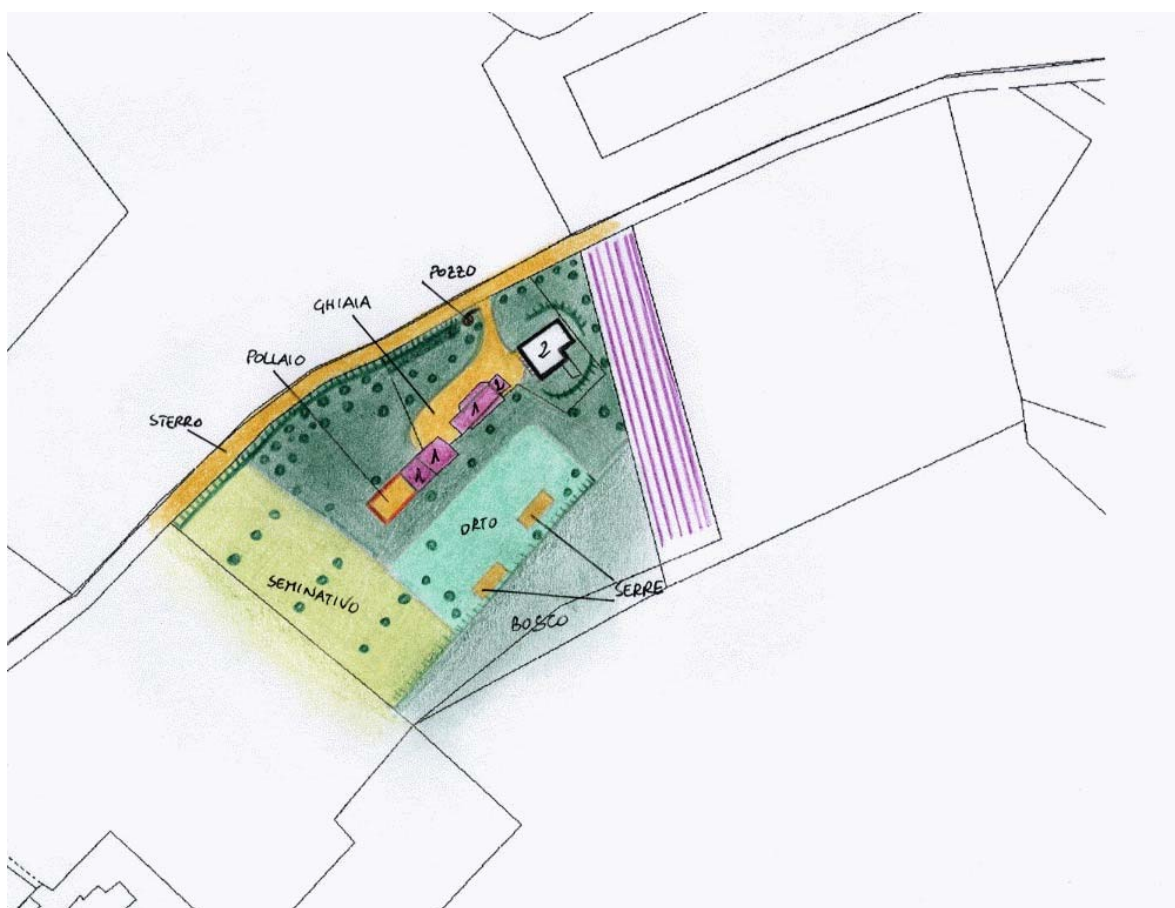 POZZO
GHIAIA
POLLAIO
STERRO
2
2
1
1
1
ORTO
SEMINATIVO
SERRE
BOSCO